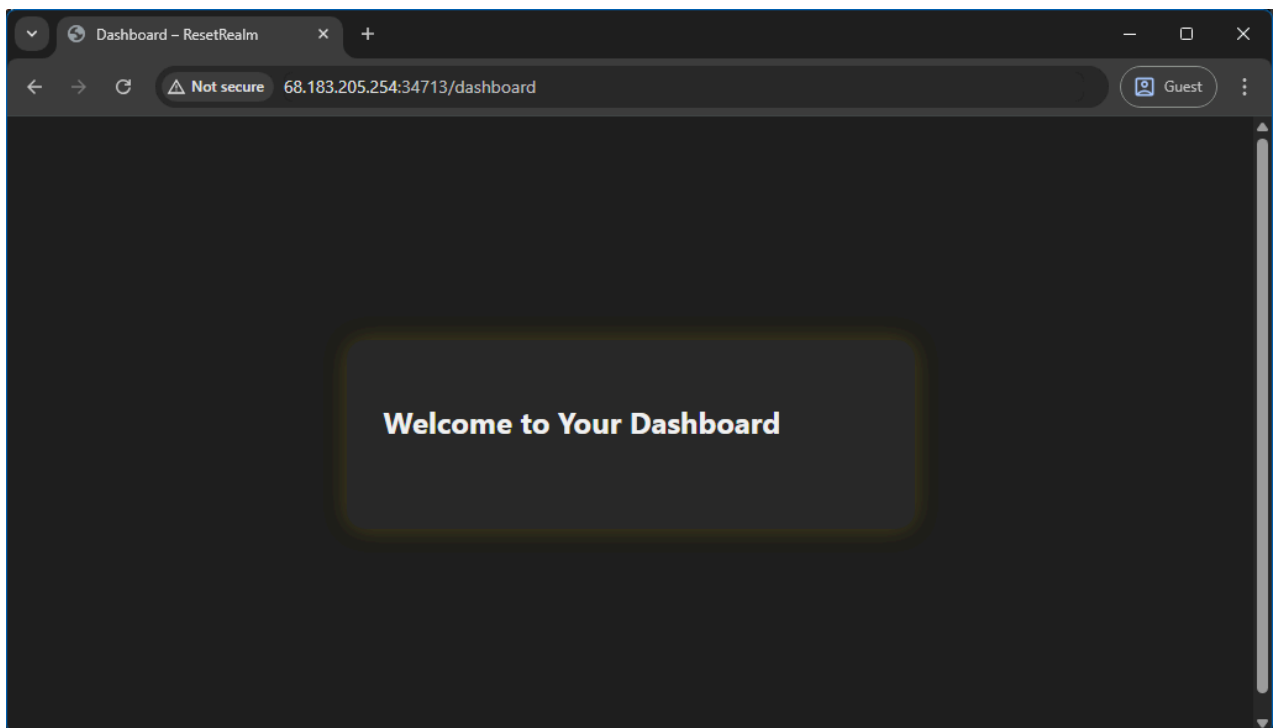 Dashboard – ResetRealm
Not secure 68.183.205.254:34713/dashboard Guest
Welcome to Your Dashboard